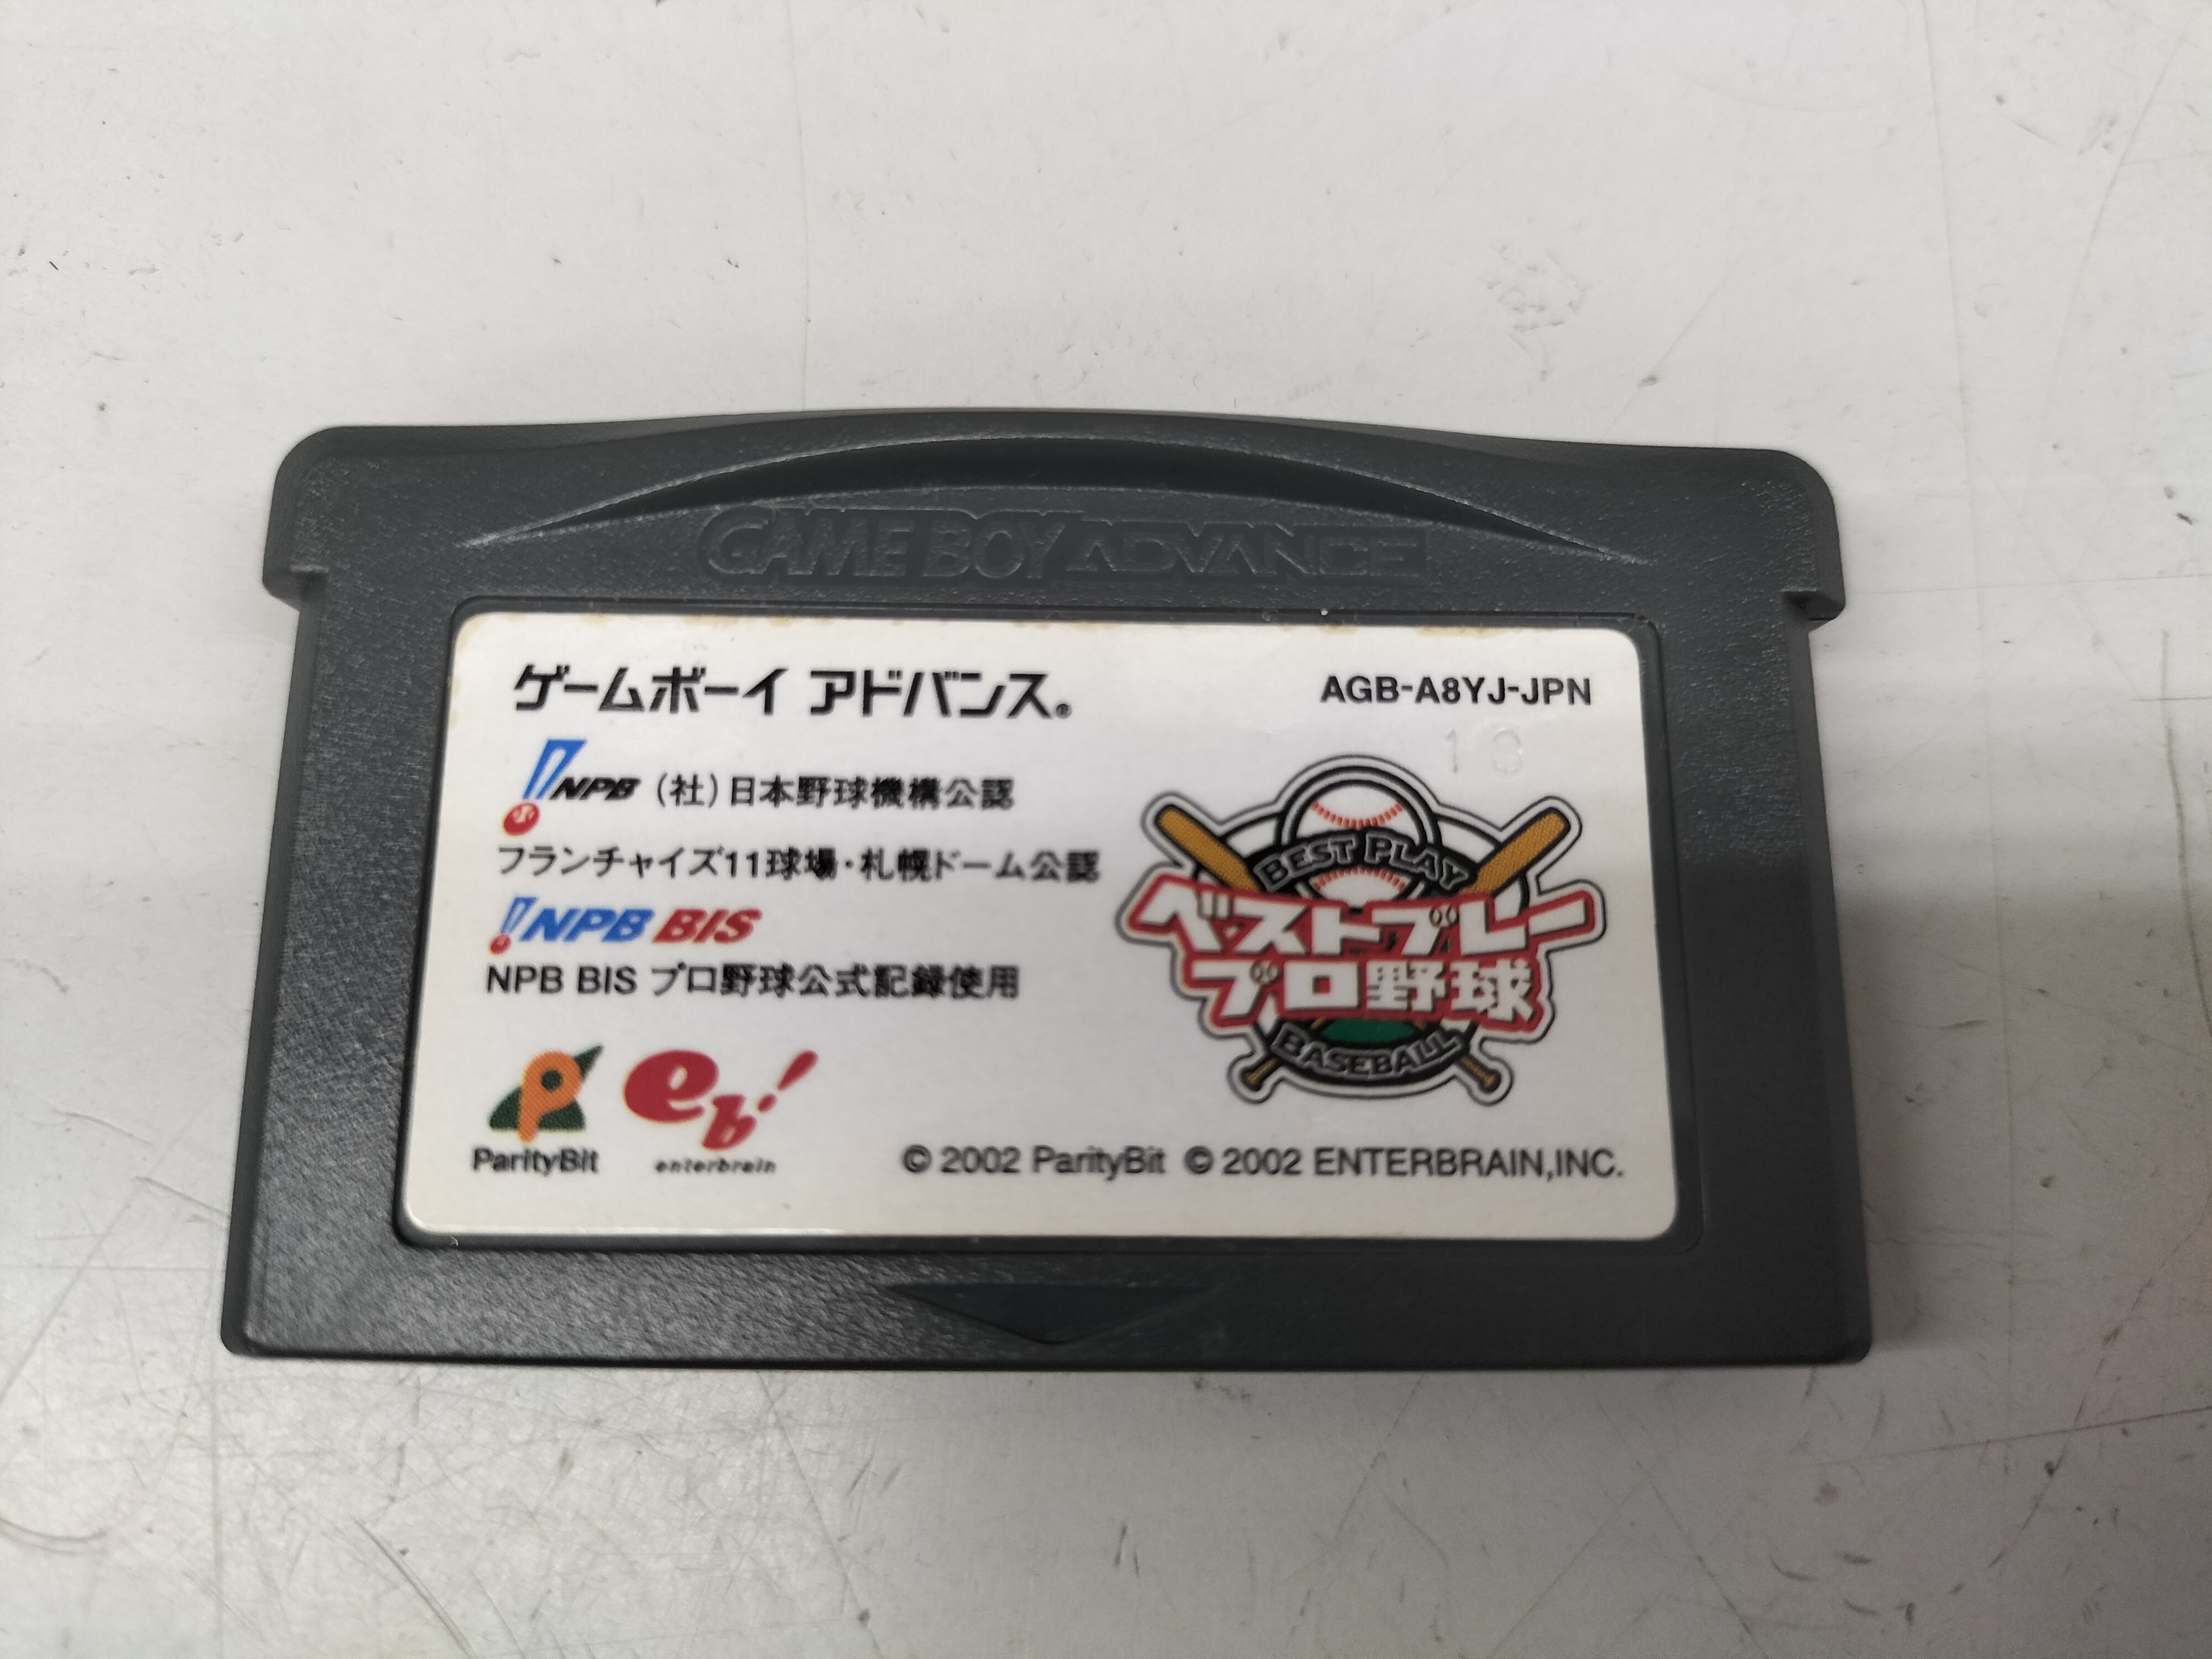 GAME BOY ADVANCE
ゲームボーイ アドバンス®
AGB-A8YJ-JPN
NPB (社)日本野球機構公認
フランチャイズ11球場・札幌ドーム公認
NPB BIS
NPB BIS プロ野球公式記録使用
BEST PLAY
ベストプレー
プロ野球
BASEBALL
ParityBit
eb!
enterbrain
© 2002 ParityBit © 2002 ENTERBRAIN,INC.